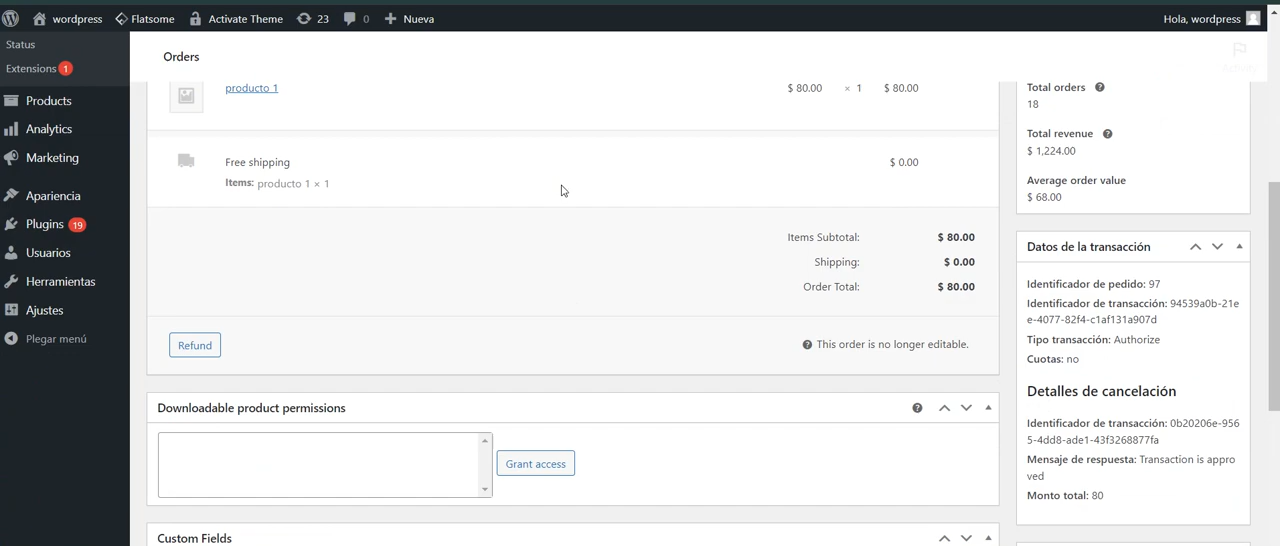 wordpress
Flatsome
Activate Theme
23
0
Nueva
Hola, wordpress
Status
Extensions 1
Products
Analytics
Marketing
Apariencia
Plugins 19
Usuarios
Herramientas
Ajustes
Plegar menú
Orders
producto 1
$ 80.00 × 1 $ 80.00
Free shipping
$ 0.00
Items: producto 1 × 1
Items Subtotal: $ 80.00
Shipping: $ 0.00
Order Total: $ 80.00
Refund
This order is no longer editable.
Downloadable product permissions
Grant access
Custom Fields
Total orders
18
Total revenue
$ 1,224.00
Average order value
$ 68.00
Datos de la transacción
Identificador de pedido: 97
Identificador de transacción: 94539a0b-21e
e-4077-82f4-c1af131a907d
Tipo transacción: Authorize
Cuotas: no
Detalles de cancelación
Identificador de transacción: 0b20206e-956
5-4dd8-ade1-43f3268877fa
Mensaje de respuesta: Transaction is appro
ved
Monto total: 80